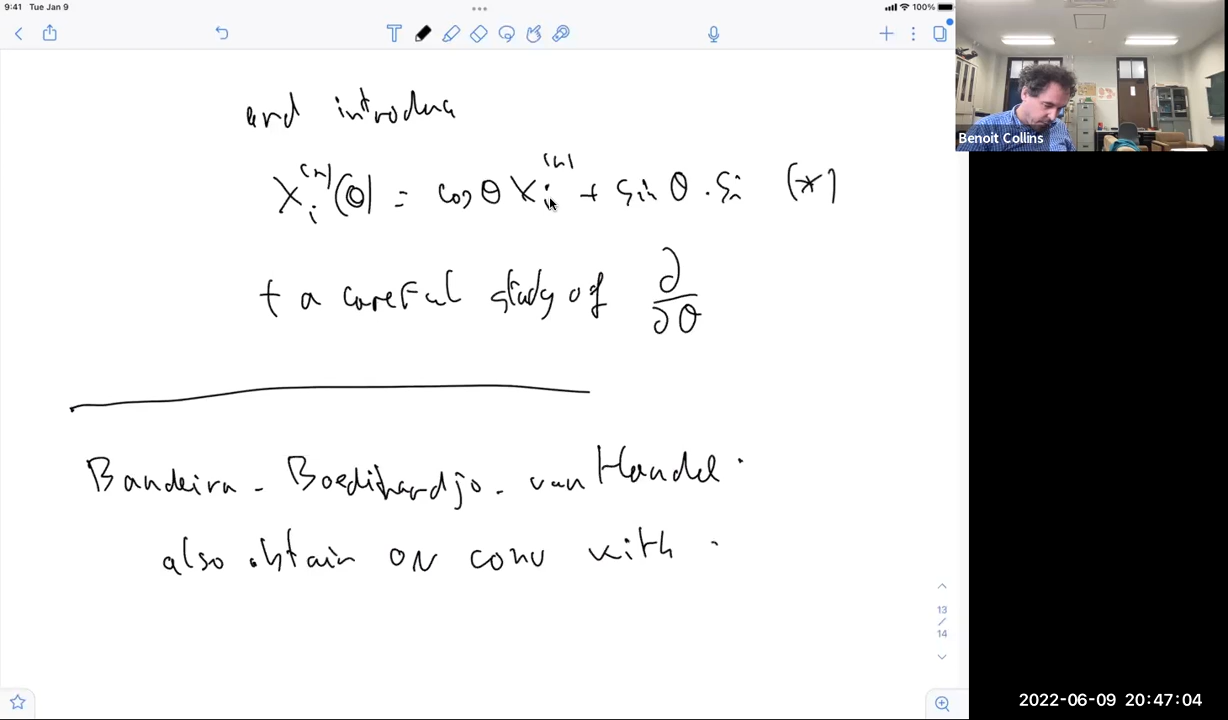 9:41 Tue Jan 9
100%
and introduce
X_i^(n)(θ) = cos θ X_i^(n) + sin θ . S_i (*)
+ a careful study of ∂/∂θ
Bandeira - Boedihardjo - van Handel .
also obtain ON conv with .
Benoit Collins
13
/
14
2022-06-09 20:47:04